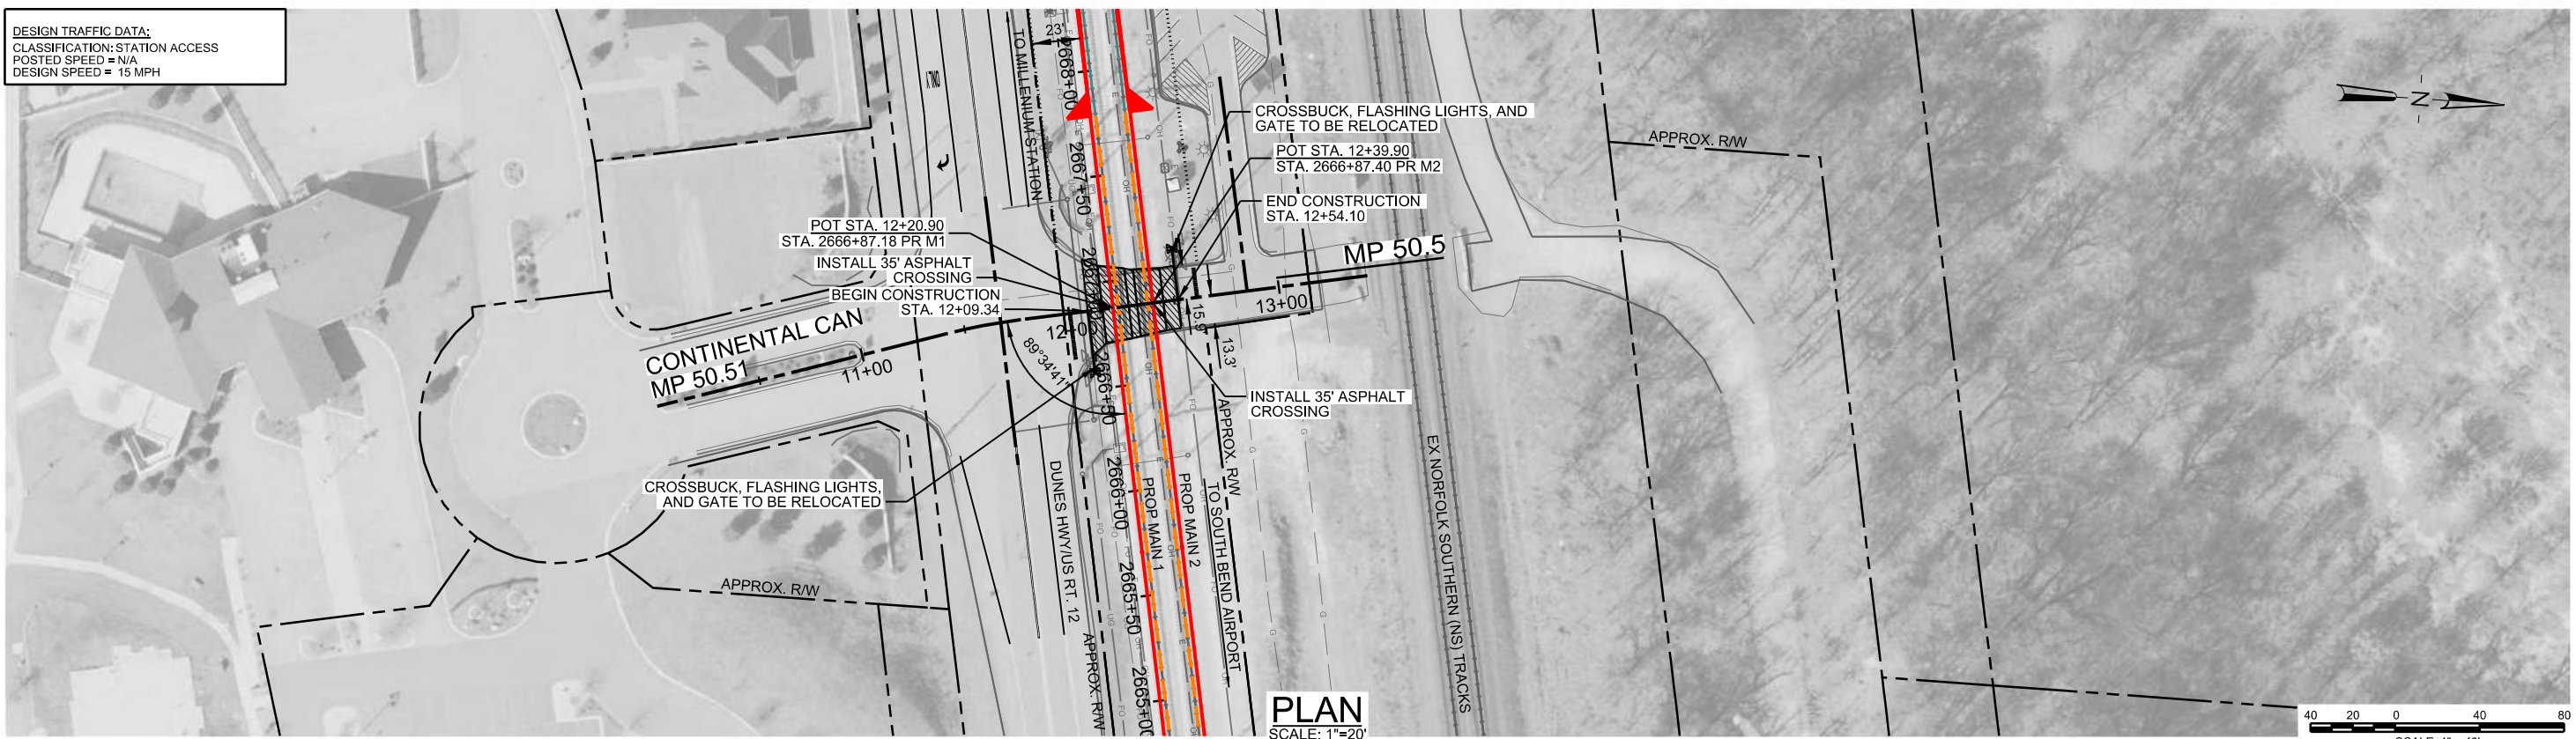 DESIGN TRAFFIC DATA:
CLASSIFICATION: STATION ACCESS
POSTED SPEED = N/A
DESIGN SPEED = 15 MPH
23'
ONLY
TO MILLENIUM STATION
2668+00
2667+50
CROSSBUCK, FLASHING LIGHTS, AND
GATE TO BE RELOCATED
POT STA. 12+39.90
STA. 2666+87.40 PR M2
END CONSTRUCTION
STA. 12+54.10
N
APPROX. R/W
POT STA. 12+20.90
STA. 2666+87.18 PR M1
INSTALL 35' ASPHALT
CROSSING
BEGIN CONSTRUCTION
STA. 12+09.34
MP 50.5
CONTINENTAL CAN
MP 50.51
11+00
12+00
13+00
15.9'
13.3'
89°34'41"
2666+50
INSTALL 35' ASPHALT
CROSSING
CROSSBUCK, FLASHING LIGHTS,
AND GATE TO BE RELOCATED
APPROX. R/W
DUNES HWY/US RT. 12
APPROX. R/W
2666+00
2665+50
2665+00
PROP MAIN 1
PROP MAIN 2
TO SOUTH BEND AIRPORT
APPROX. R/W
EX NORFOLK SOUTHERN (NS) TRACKS
PLAN
SCALE: 1"=20'
40 20 0 40 80